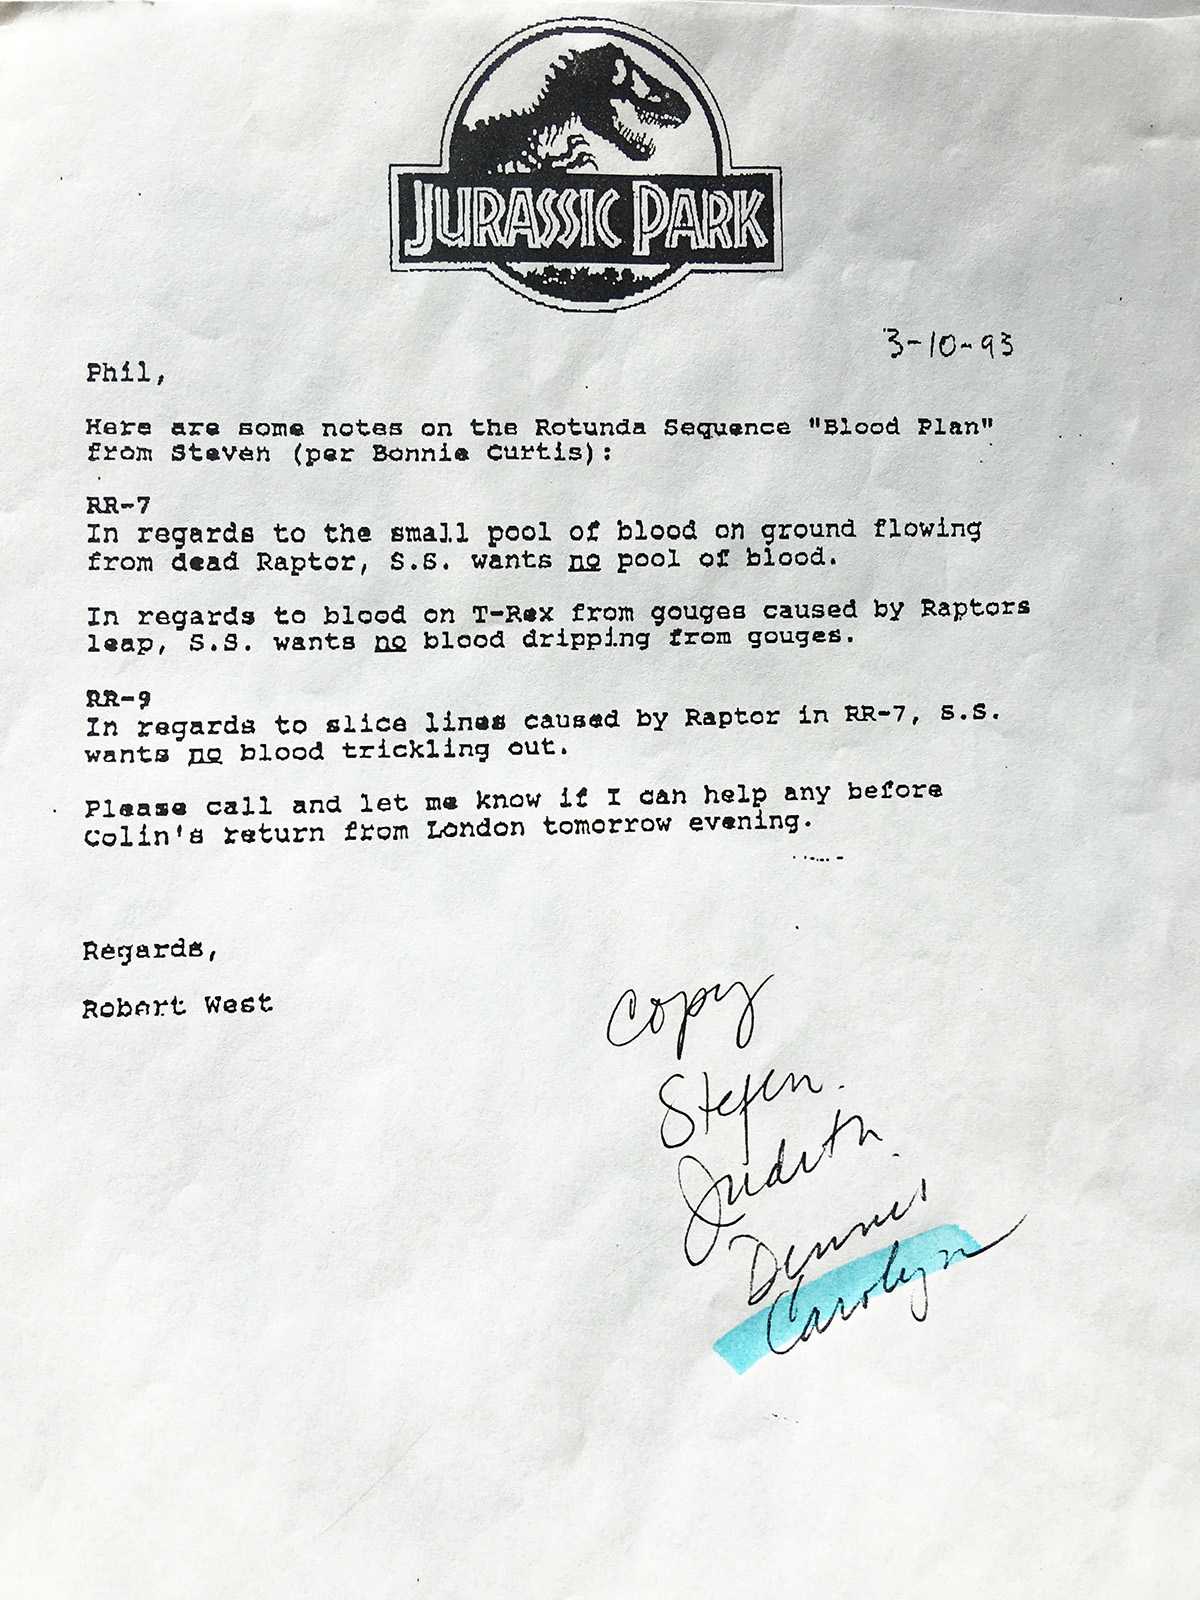 JURASSIC PARK
3-10-93
Phil,
Here are some notes on the Rotunda Sequence "Blood Plan"
from Steven (per Bonnie Curtis):
RR-7
In regards to the small pool of blood on ground flowing
from dead Raptor, S.S. wants no pool of blood.
In regards to blood on T-Rex from gouges caused by Raptors
leap, S.S. wants no blood dripping from gouges.
RR-9
In regards to slice lines caused by Raptor in RR-7, S.S.
wants no blood trickling out.
Please call and let me know if I can help any before
Colin's return from London tomorrow evening.
Regards,
Robert West
Copy
Stefen.
Judith
Dennis
Carolyn